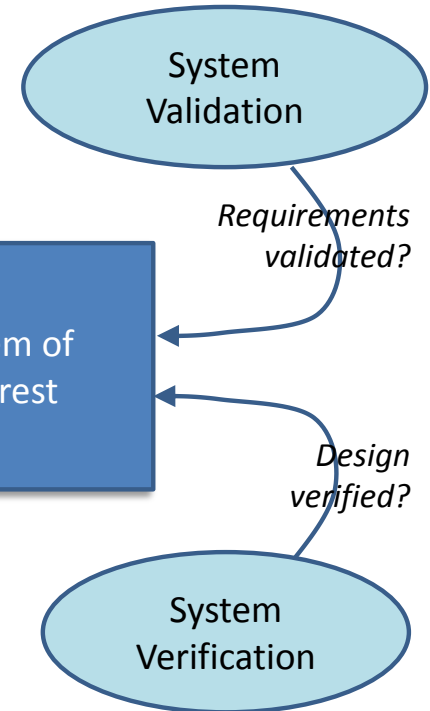 System
Validation
Requirements
validated?
m of
rest
Design
verified?
System
Verification